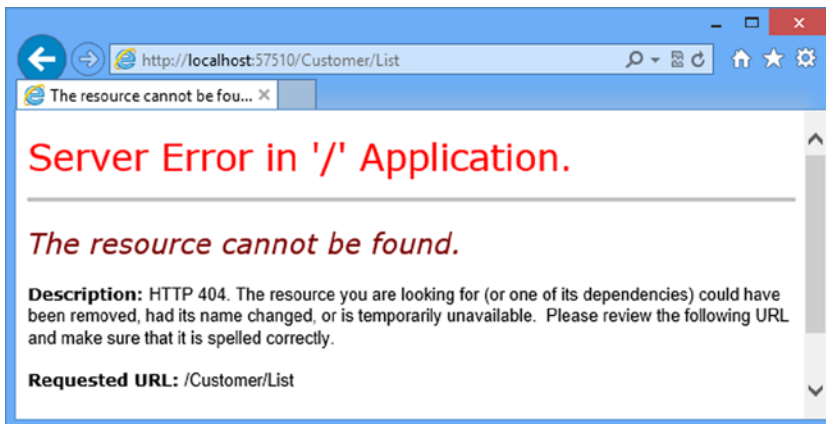 http://localhost:57510/Customer/List
The resource cannot be fou...
Server Error in '/' Application.
The resource cannot be found.
Description: HTTP 404. The resource you are looking for (or one of its dependencies) could have
been removed, had its name changed, or is temporarily unavailable.  Please review the following URL
and make sure that it is spelled correctly.
Requested URL: /Customer/List